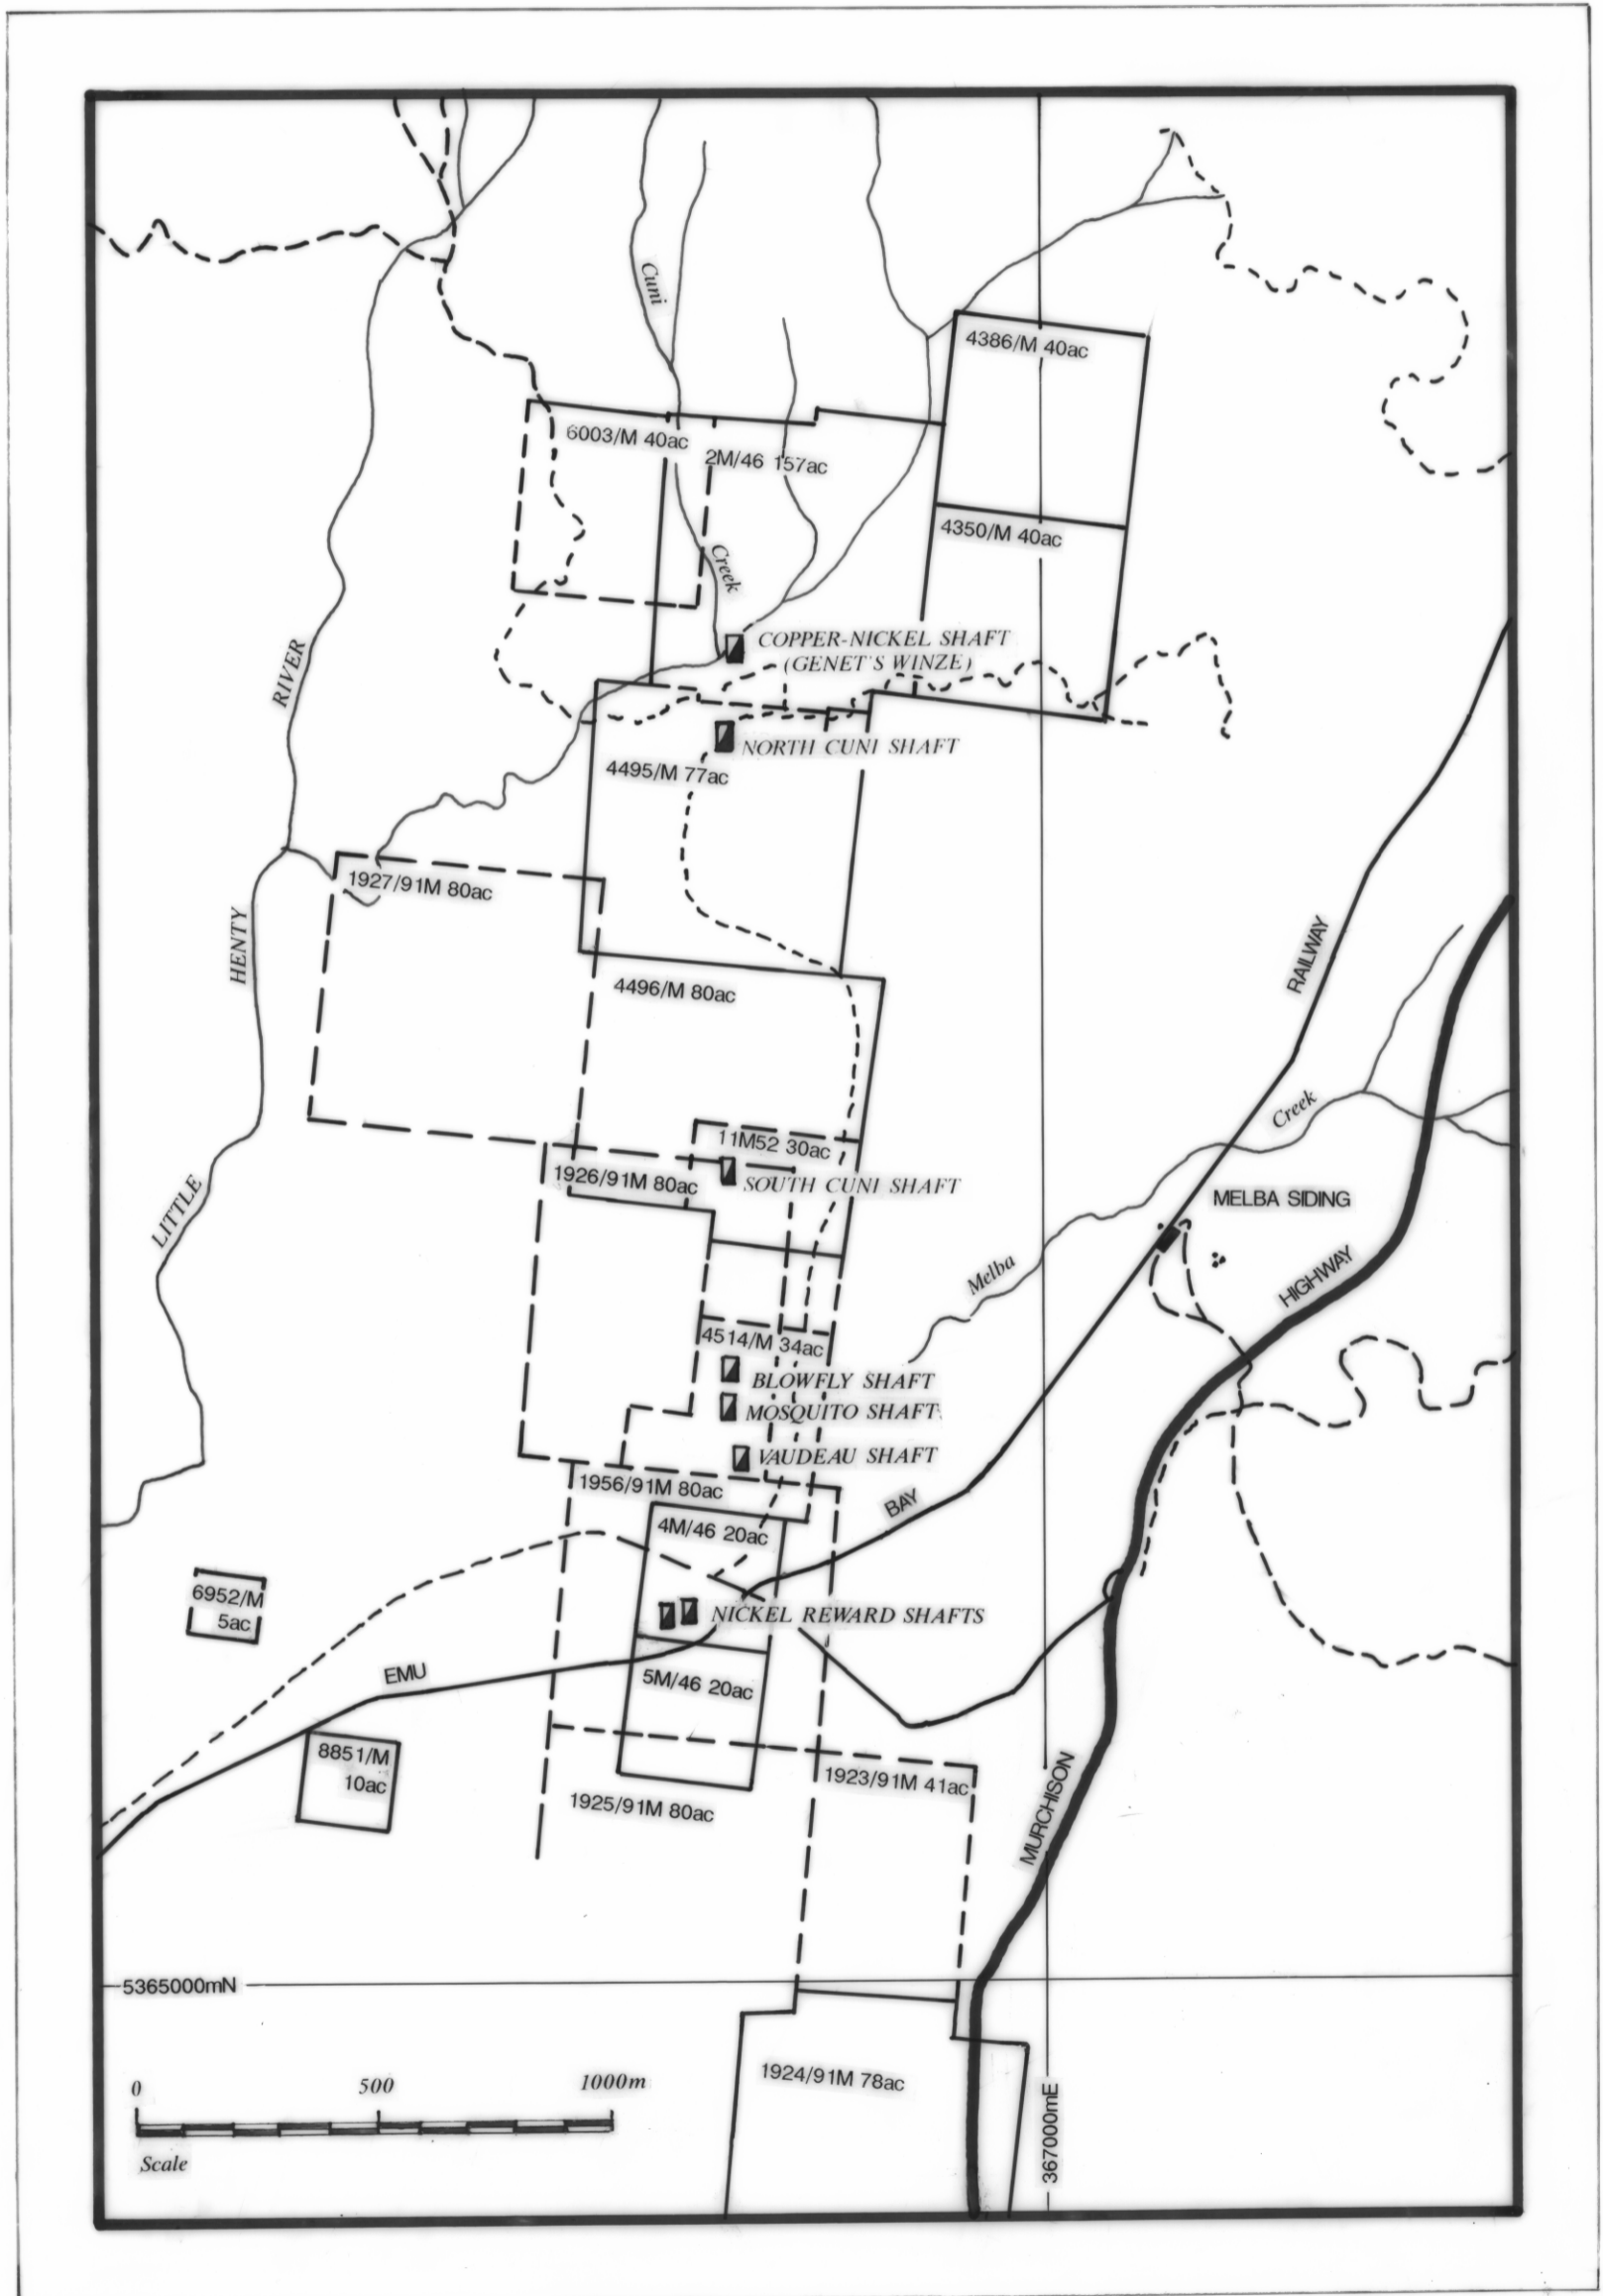 Cuni
4386/M 40ac
6003/M 40ac
2M/46 157ac
4350/M 40ac
Creek
COPPER-NICKEL SHAFT
(GENET'S WINZE)
RIVER
NORTH CUNI SHAFT
4495/M 77ac
1927/91M 80ac
HENTY
RAILWAY
4496/M 80ac
Creek
11M52 30ac
1926/91M 80ac
SOUTH CUNI SHAFT
MELBA SIDING
LITTLE
Melba
HIGHWAY
4514/M 34ac
BLOWFLY SHAFT
MOSQUITO SHAFT
VAUDEAU SHAFT
1956/91M 80ac
BAY
4M/46 20ac
6952/M
5ac
NICKEL REWARD SHAFTS
EMU
5M/46 20ac
8851/M
10ac
1923/91M 41ac
1925/91M 80ac
MURCHISON
5365000mN
1924/91M 78ac
367000mE
0 500 1000m
Scale